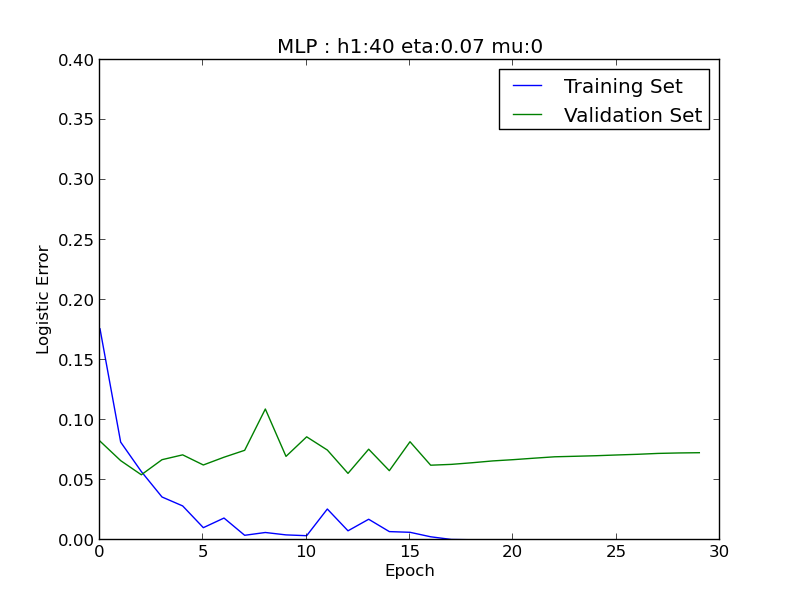 MLP : h1:40 eta:0.07 mu:0
Training Set
Validation Set
0.40
0.35
0.30
0.25
0.20
0.15
0.10
0.05
0.00
Logistic Error
0 5 10 15 20 25 30
Epoch